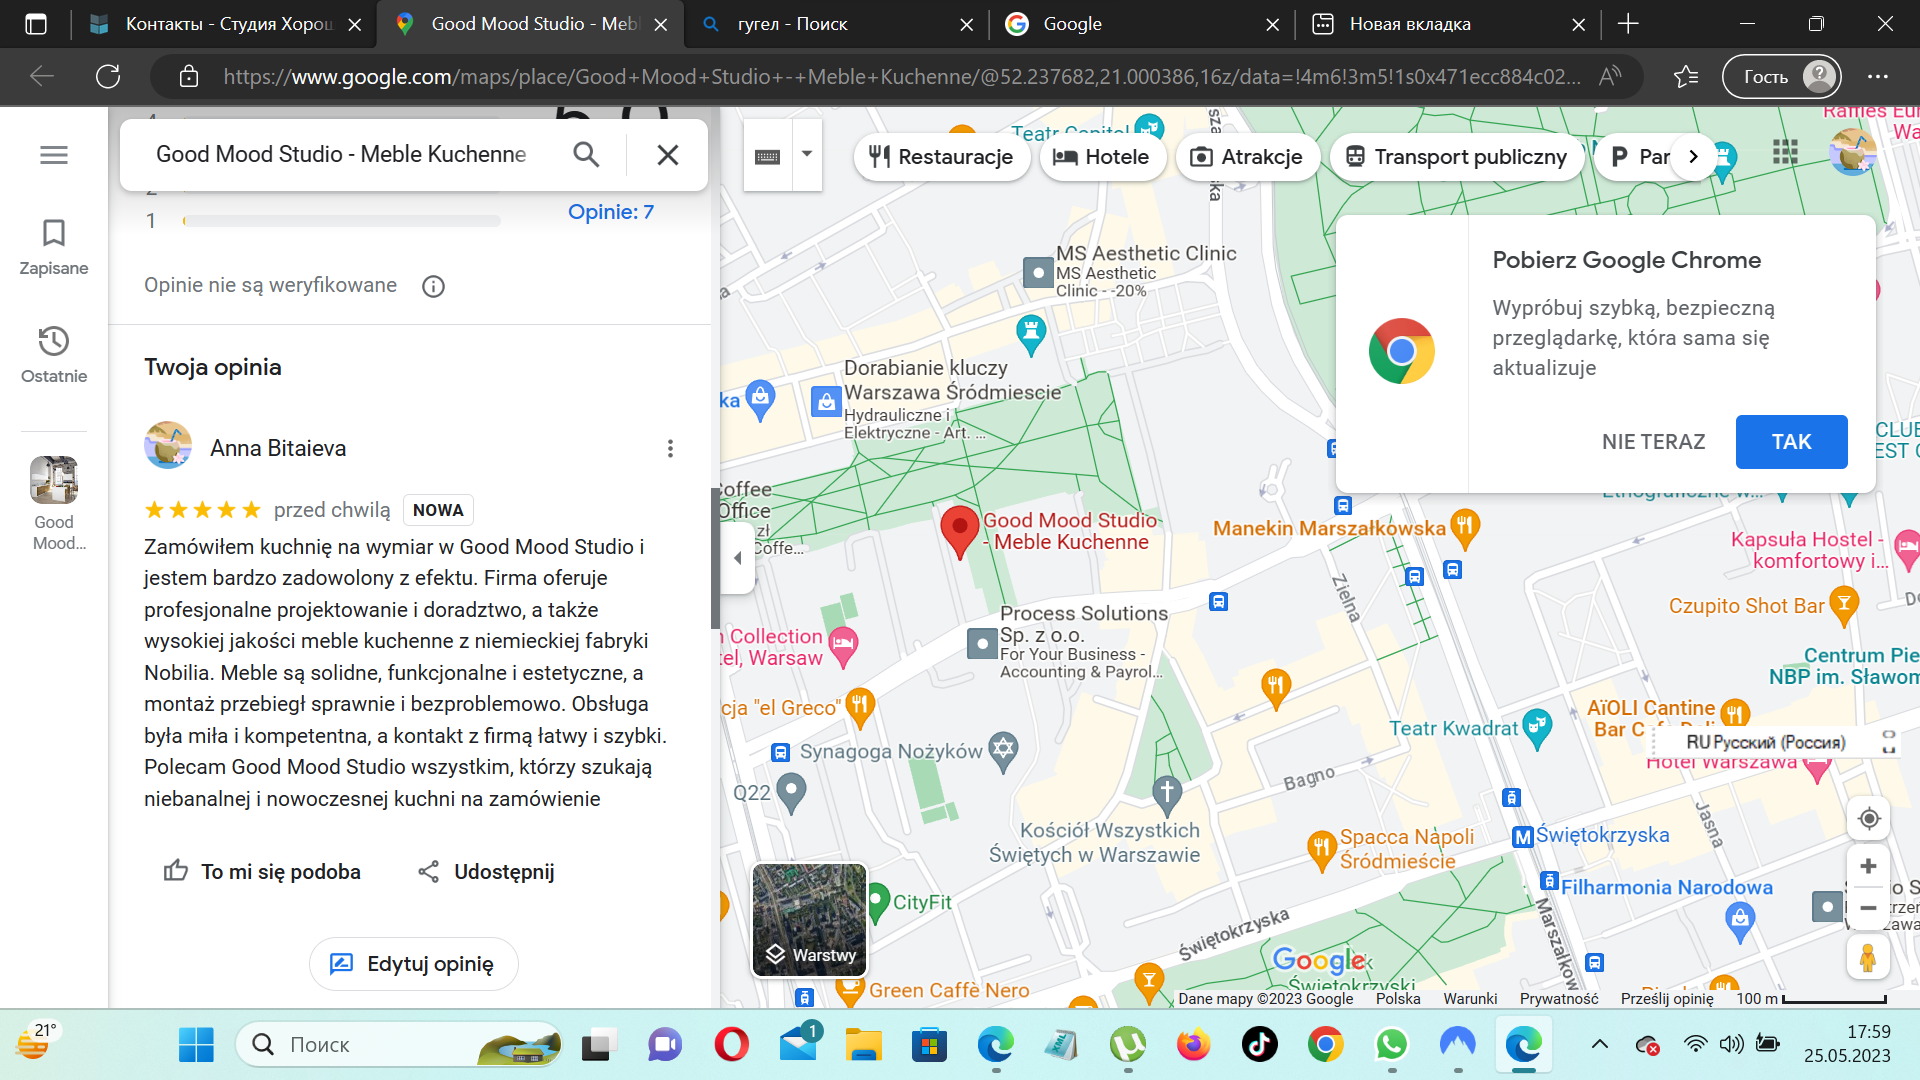 Контакты - Студия Хорош
Good Mood Studio - Mebl
гугел - Поиск
Google
Новая вкладка
https://www.google.com/maps/place/Good+Mood+Studio+-+Meble+Kuchenne/@52.237682,21.000386,16z/data=!4m6!3m5!1s0x471ecc884c02...
Гость
Good Mood Studio - Meble Kuchenne
Restauracje
Hotele
Atrakcje
Transport publiczny
Zapisane
Ostatnie
Good
Mood...
1
Opinie: 7
Opinie nie są weryfikowane
Twoja opinia
Anna Bitaieva
przed chwilą
NOWA
Zamówiłem kuchnię na wymiar w Good Mood Studio i
jestem bardzo zadowolony z efektu. Firma oferuje
profesjonalne projektowanie i doradztwo, a także
wysokiej jakości meble kuchenne z niemieckiej fabryki
Nobilia. Meble są solidne, funkcjonalne i estetyczne, a
montaż przebiegł sprawnie i bezproblemowo. Obsługa
była miła i kompetentna, a kontakt z firmą łatwy i szybki.
Polecam Good Mood Studio wszystkim, którzy szukają
niebanalnej i nowoczesnej kuchni na zamówienie
To mi się podoba
Udostępnij
Edytuj opinię
Pobierz Google Chrome
Wypróbuj szybką, bezpieczną
przeglądarkę, która sama się
aktualizuje
NIE TERAZ
TAK
Teatr Capitol
MS Aesthetic Clinic
MS Aesthetic
Clinic - -20%
Dorabianie kluczy
Warszawa Śródmiescie
Hydrauliczne i
Elektryczne - Art. ...
Good Mood Studio
- Meble Kuchenne
Manekin Marszałkowska
Kapsuła Hostel -
komfortowy i...
Zielna
Czupito Shot Bar
Process Solutions
Sp. z o.o.
For Your Business -
Accounting & Payrol...
Collection
Warsaw
Centrum
NBP im.
"el Greco"
Synagoga Nożyków
Teatr Kwadrat
AïOLI Cantine
RU Русский (Россия)
Hotel Warszawa
Q22
Bagno
Jasna
Kościół Wszystkich
Świętych w Warszawie
Spacca Nàpoli
Śródmieście
M Świętokrzyska
Filharmonia Narodowa
CityFit
Świętokrzyska
Green Caffè Nero
Warstwy
Google
Dane mapy ©2023 Google
Polska
Warunki
Prywatność
Prześlij opinię
100 m
21°
Поиск
1
17:59
25.05.2023